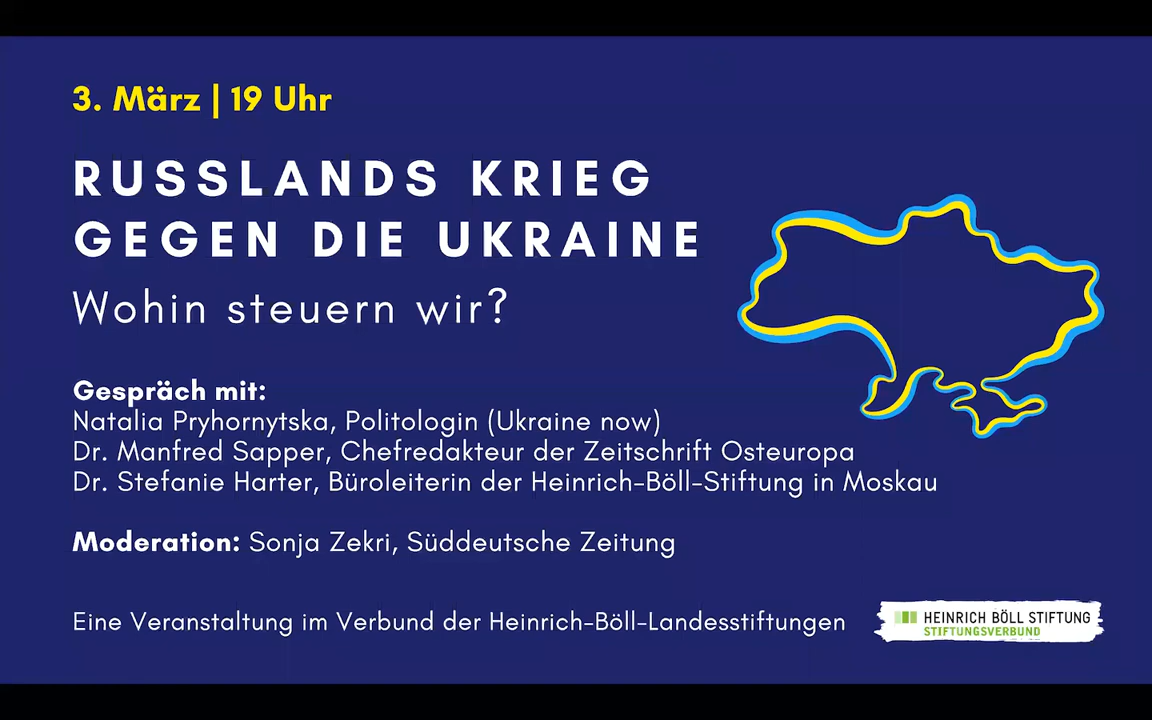 3. März | 19 Uhr
RUSSLANDS KRIEG
GEGEN DIE UKRAINE
Wohin steuern wir?
Gespräch mit:
Natalia Pryhornytska, Politologin (Ukraine now)
Dr. Manfred Sapper, Chefredakteur der Zeitschrift Osteuropa
Dr. Stefanie Harter, Büroleiterin der Heinrich-Böll-Stiftung in Moskau
Moderation: Sonja Zekri, Süddeutsche Zeitung
Eine Veranstaltung im Verbund der Heinrich-Böll-Landesstiftungen
HEINRICH BÖLL STIFTUNG
STIFTUNGSVERBUND